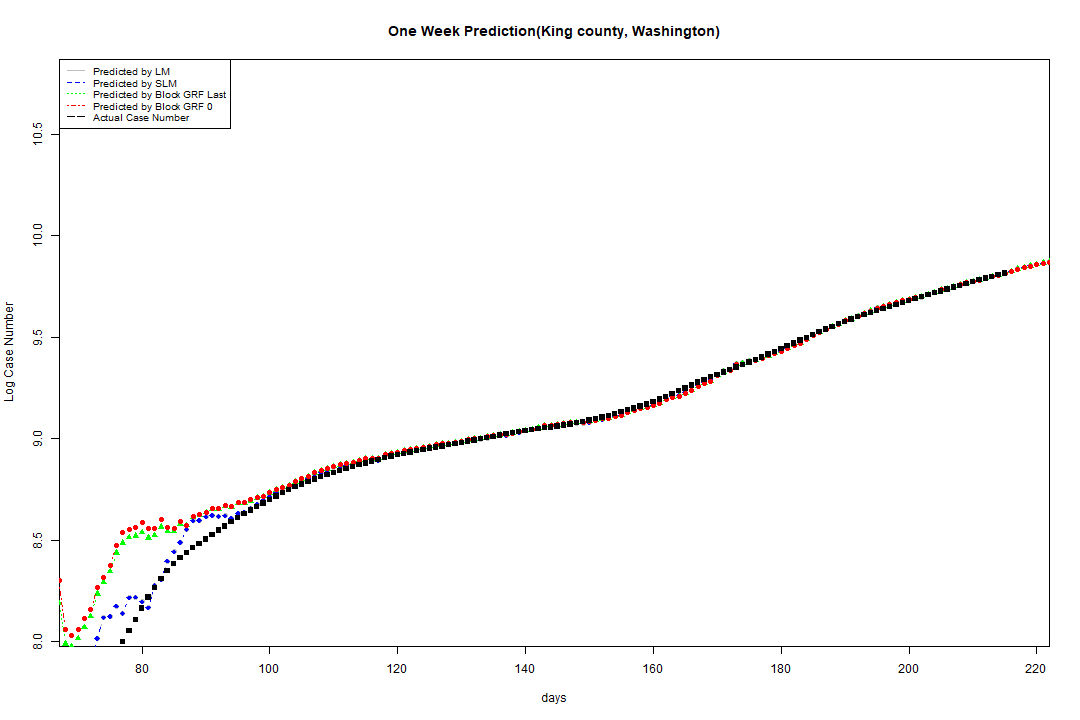 One Week Prediction(King county, Washington)
Predicted by LM
Predicted by SLM
Predicted by Block GRF Last
Predicted by Block GRF 0
Actual Case Number
Log Case Number
10.5
10.0
9.5
9.0
8.5
8.0
80 100 120 140 160 180 200 220
days